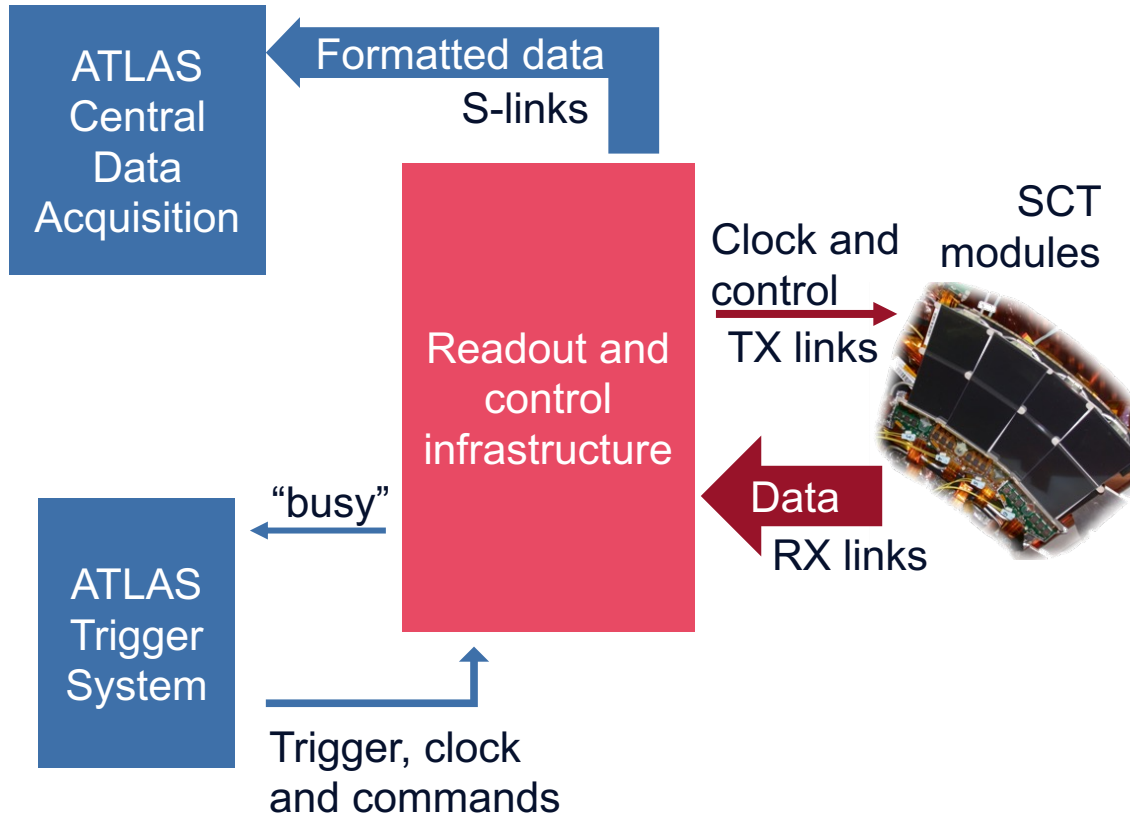 ATLAS
Central
Data
Acquisition
Formatted data
S-links
Readout and
control
infrastructure
Clock and
control
TX links
SCT
modules
Data
RX links
“busy”
ATLAS
Trigger
System
Trigger, clock
and commands